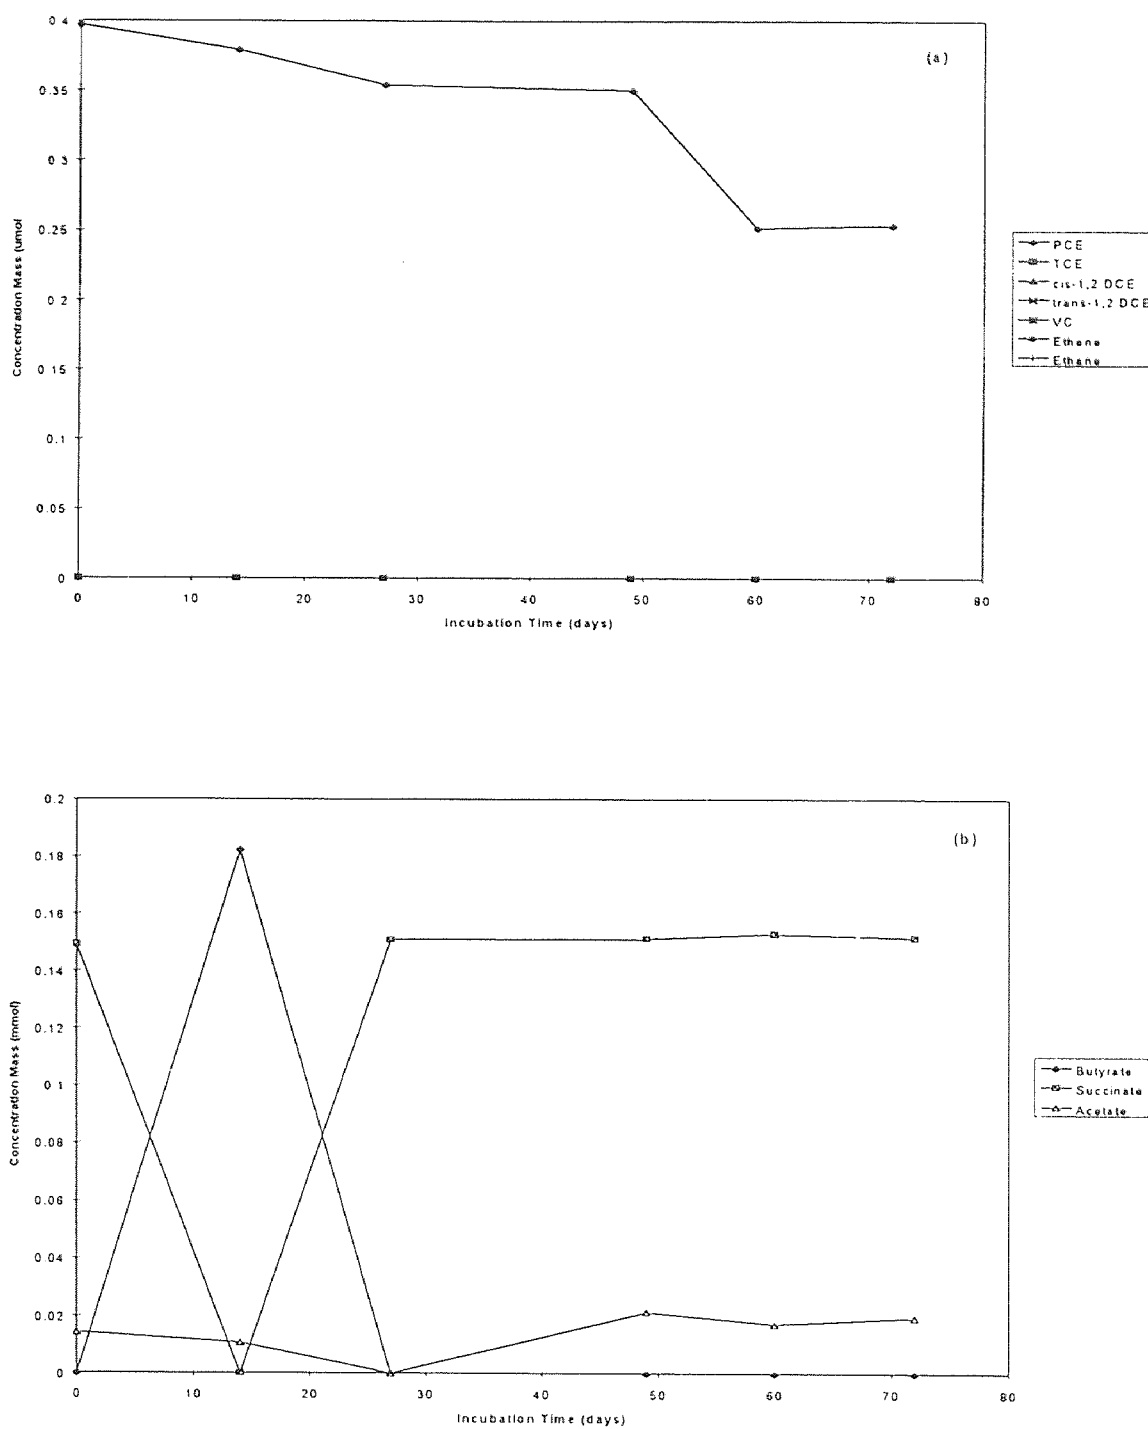 0.4
(a)
0.35
0.3
0.25
0.2
0.15
0.1
0.05
0
0 10 20 30 40 50 60 70 80
Concentration Mass (umol
Incubation Time (days)
PCE
TCE
cis-1,2 DCE
trans-1,2 DCE
VC
Ethene
Ethane
0.2
(b)
0.18
0.16
0.14
0.12
0.1
0.08
0.06
0.04
0.02
0
0 10 20 30 40 50 60 70 80
Concentration Mass (mmol)
Incubation Time (days)
Butyrate
Succinate
Acetate